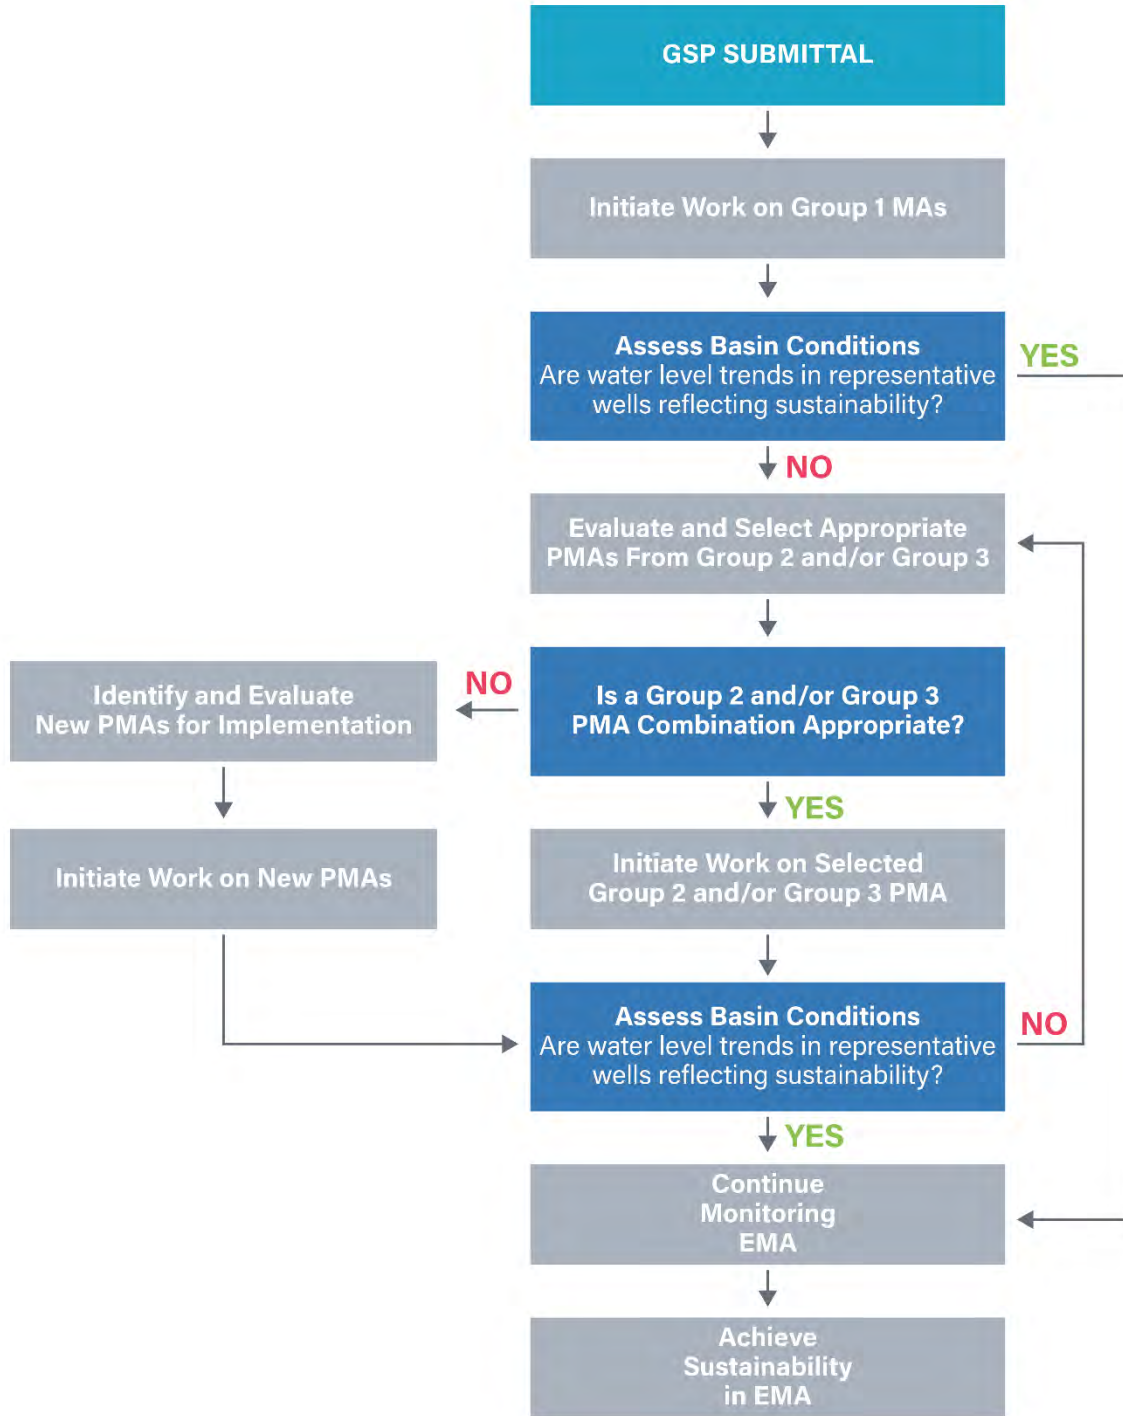 GSP SUBMITTAL
Initiate Work on Group 1 MAs
Assess Basin Conditions
Are water level trends in representative
wells reflecting sustainability?
YES
NO
Evaluate and Select Appropriate
PMAs From Group 2 and/or Group 3
Is a Group 2 and/or Group 3
PMA Combination Appropriate?
NO
Identify and Evaluate
New PMAs for Implementation
Initiate Work on New PMAs
YES
Initiate Work on Selected
Group 2 and/or Group 3 PMA
Assess Basin Conditions
Are water level trends in representative
wells reflecting sustainability?
NO
YES
Continue
Monitoring
EMA
Achieve
Sustainability
in EMA